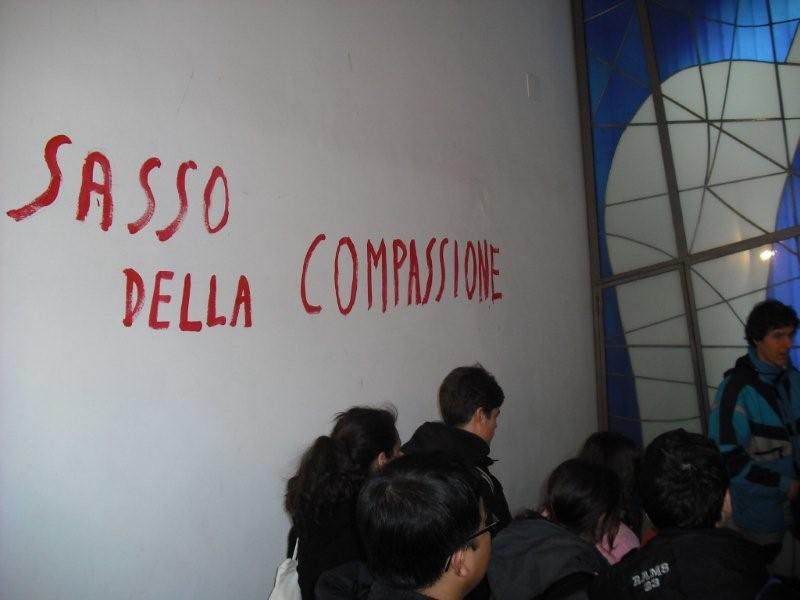 SASSO
DELLA COMPASSIONE
RAMS
23